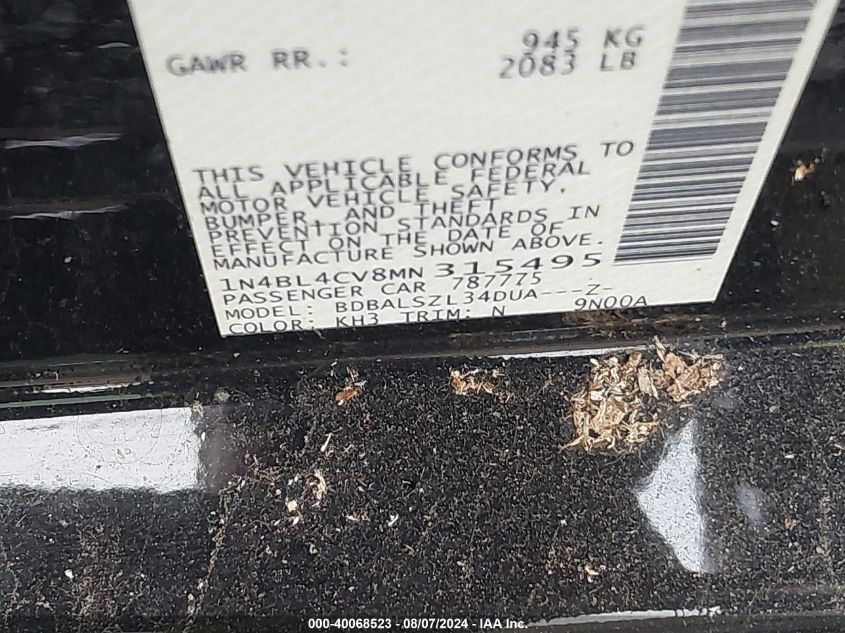 945 KG
GAWR RR.: 2083 LB
THIS VEHICLE CONFORMS TO
ALL APPLICABLE FEDERAL
MOTOR VEHICLE SAFETY,
BUMPER, AND THEFT
PREVENTION STANDARDS IN
EFFECT ON THE DATE OF
MANUFACTURE SHOWN ABOVE.
1N4BL4CV8MN 315495
PASSENGER CAR 787775
MODEL: BDBALSZL34DUA---Z-
COLOR: KH3 TRIM: N 9N00A
000-40068523 - 08/07/2024 - IAA Inc.